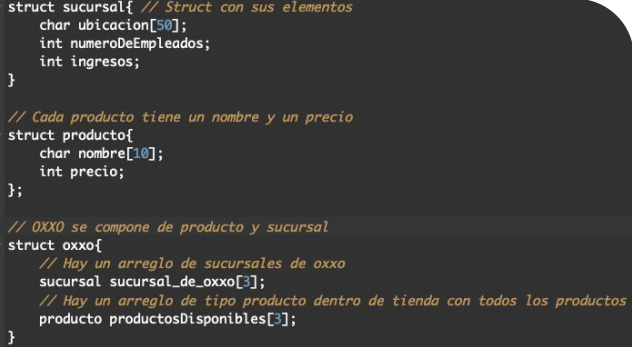 struct sucursal{ // Struct con sus elementos
char ubicacion[50];
int numeroDeEmpleados;
int ingresos;
}
// Cada producto tiene un nombre y un precio
struct producto{
char nombre[10];
int precio;
};
// OXXO se compone de producto y sucursal
struct oxxo{
// Hay un arreglo de sucursales de oxxo
sucursal sucursal_de_oxxo[3];
// Hay un arreglo de tipo producto dentro de tienda con todos los productos
producto productosDisponibles[3];
}